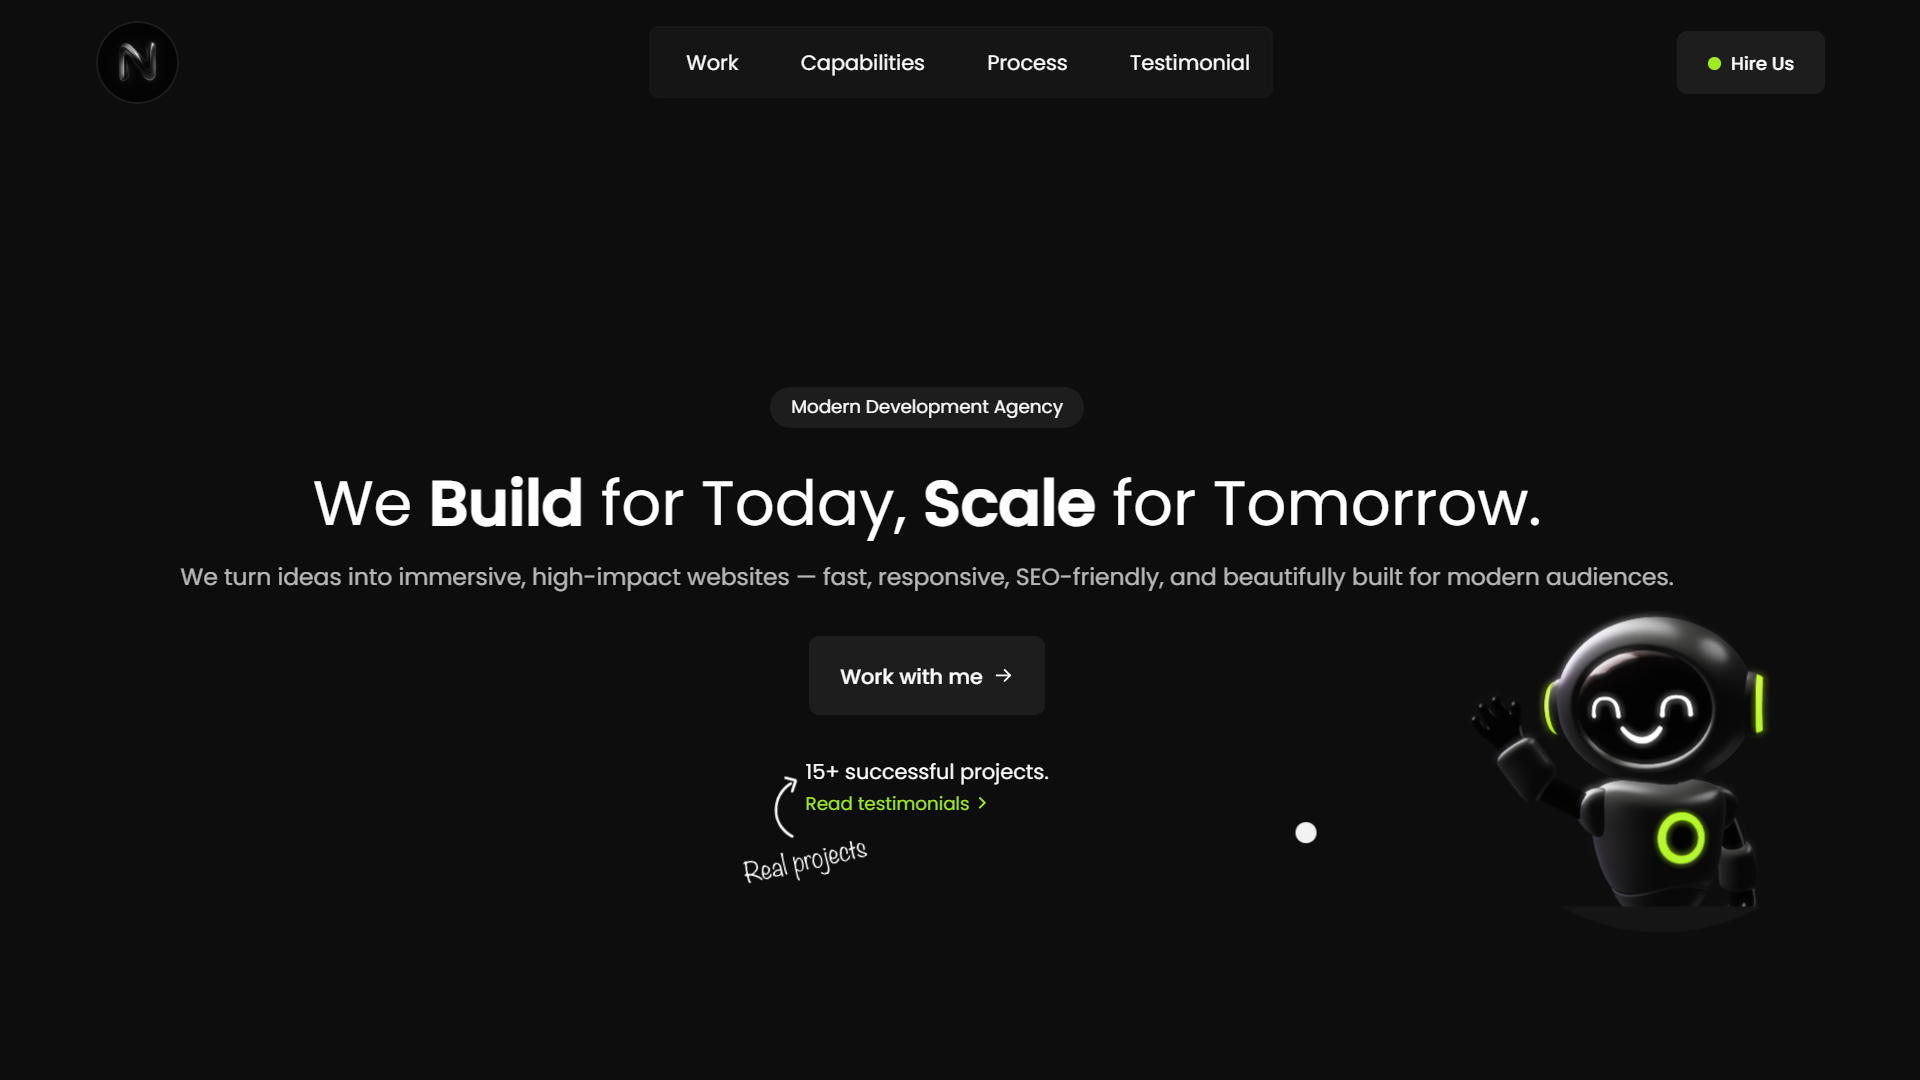 N
Work
Capabilities
Process
Testimonial
Hire Us
Modern Development Agency
We Build for Today, Scale for Tomorrow.
We turn ideas into immersive, high-impact websites — fast, responsive, SEO-friendly, and beautifully built for modern audiences.
Work with me →
15+ successful projects.
Read testimonials >
Real projects